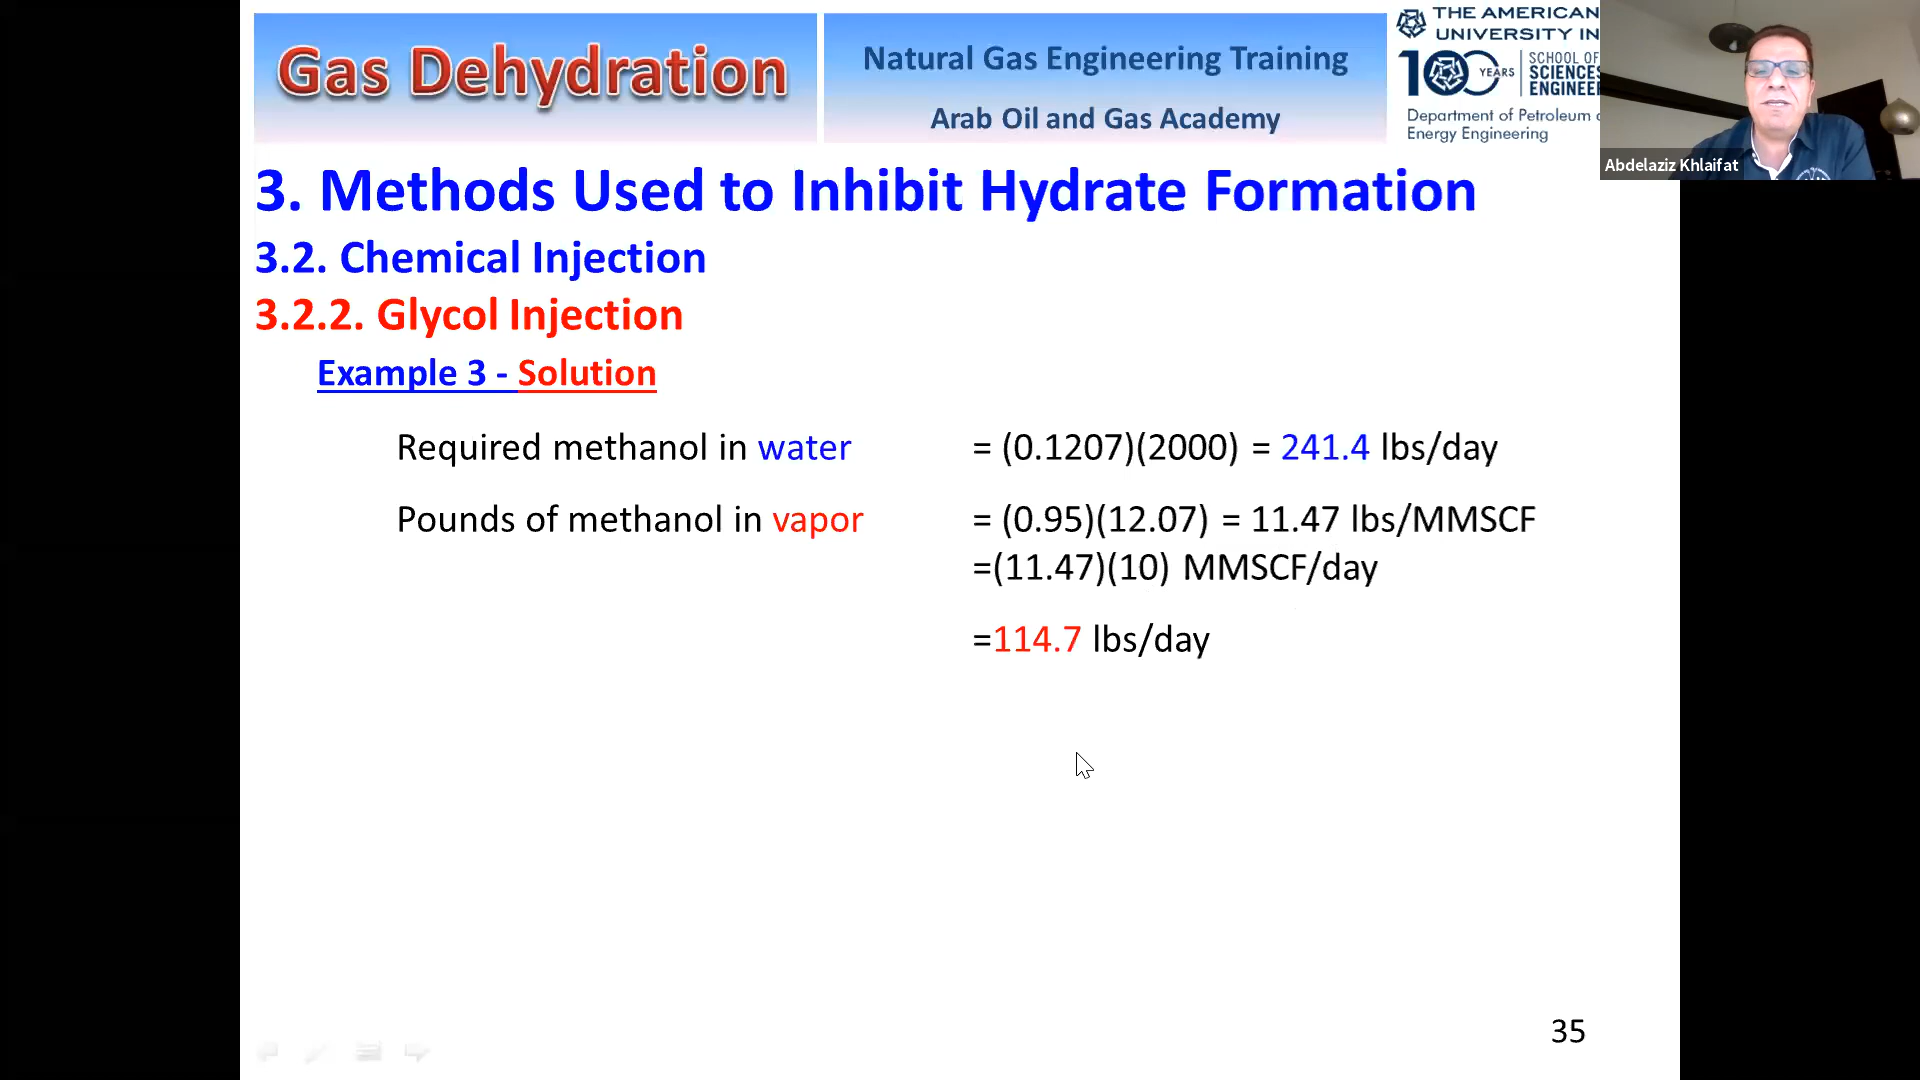 Gas Dehydration
Natural Gas Engineering Training
Arab Oil and Gas Academy
THE AMERICAN
UNIVERSITY IN
100 YEARS
SCHOOL OF
SCIENCES
ENGINEE
Department of Petroleum
Energy Engineering
Abdelaziz Khlaifat
3. Methods Used to Inhibit Hydrate Formation
3.2. Chemical Injection
3.2.2. Glycol Injection
Example 3 - Solution
Required methanol in water = (0.1207)(2000) = 241.4 lbs/day
Pounds of methanol in vapor = (0.95)(12.07) = 11.47 lbs/MMSCF
=(11.47)(10) MMSCF/day
=114.7 lbs/day
35